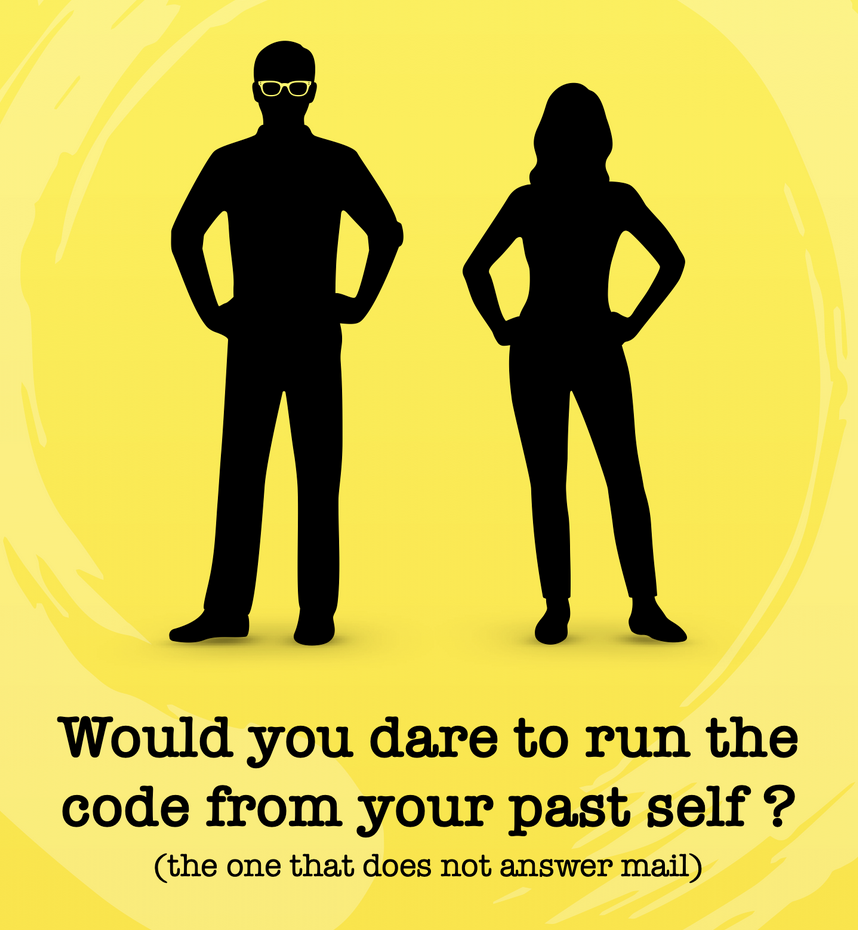 Would you dare to run the
code from your past self ?
(the one that does not answer mail)